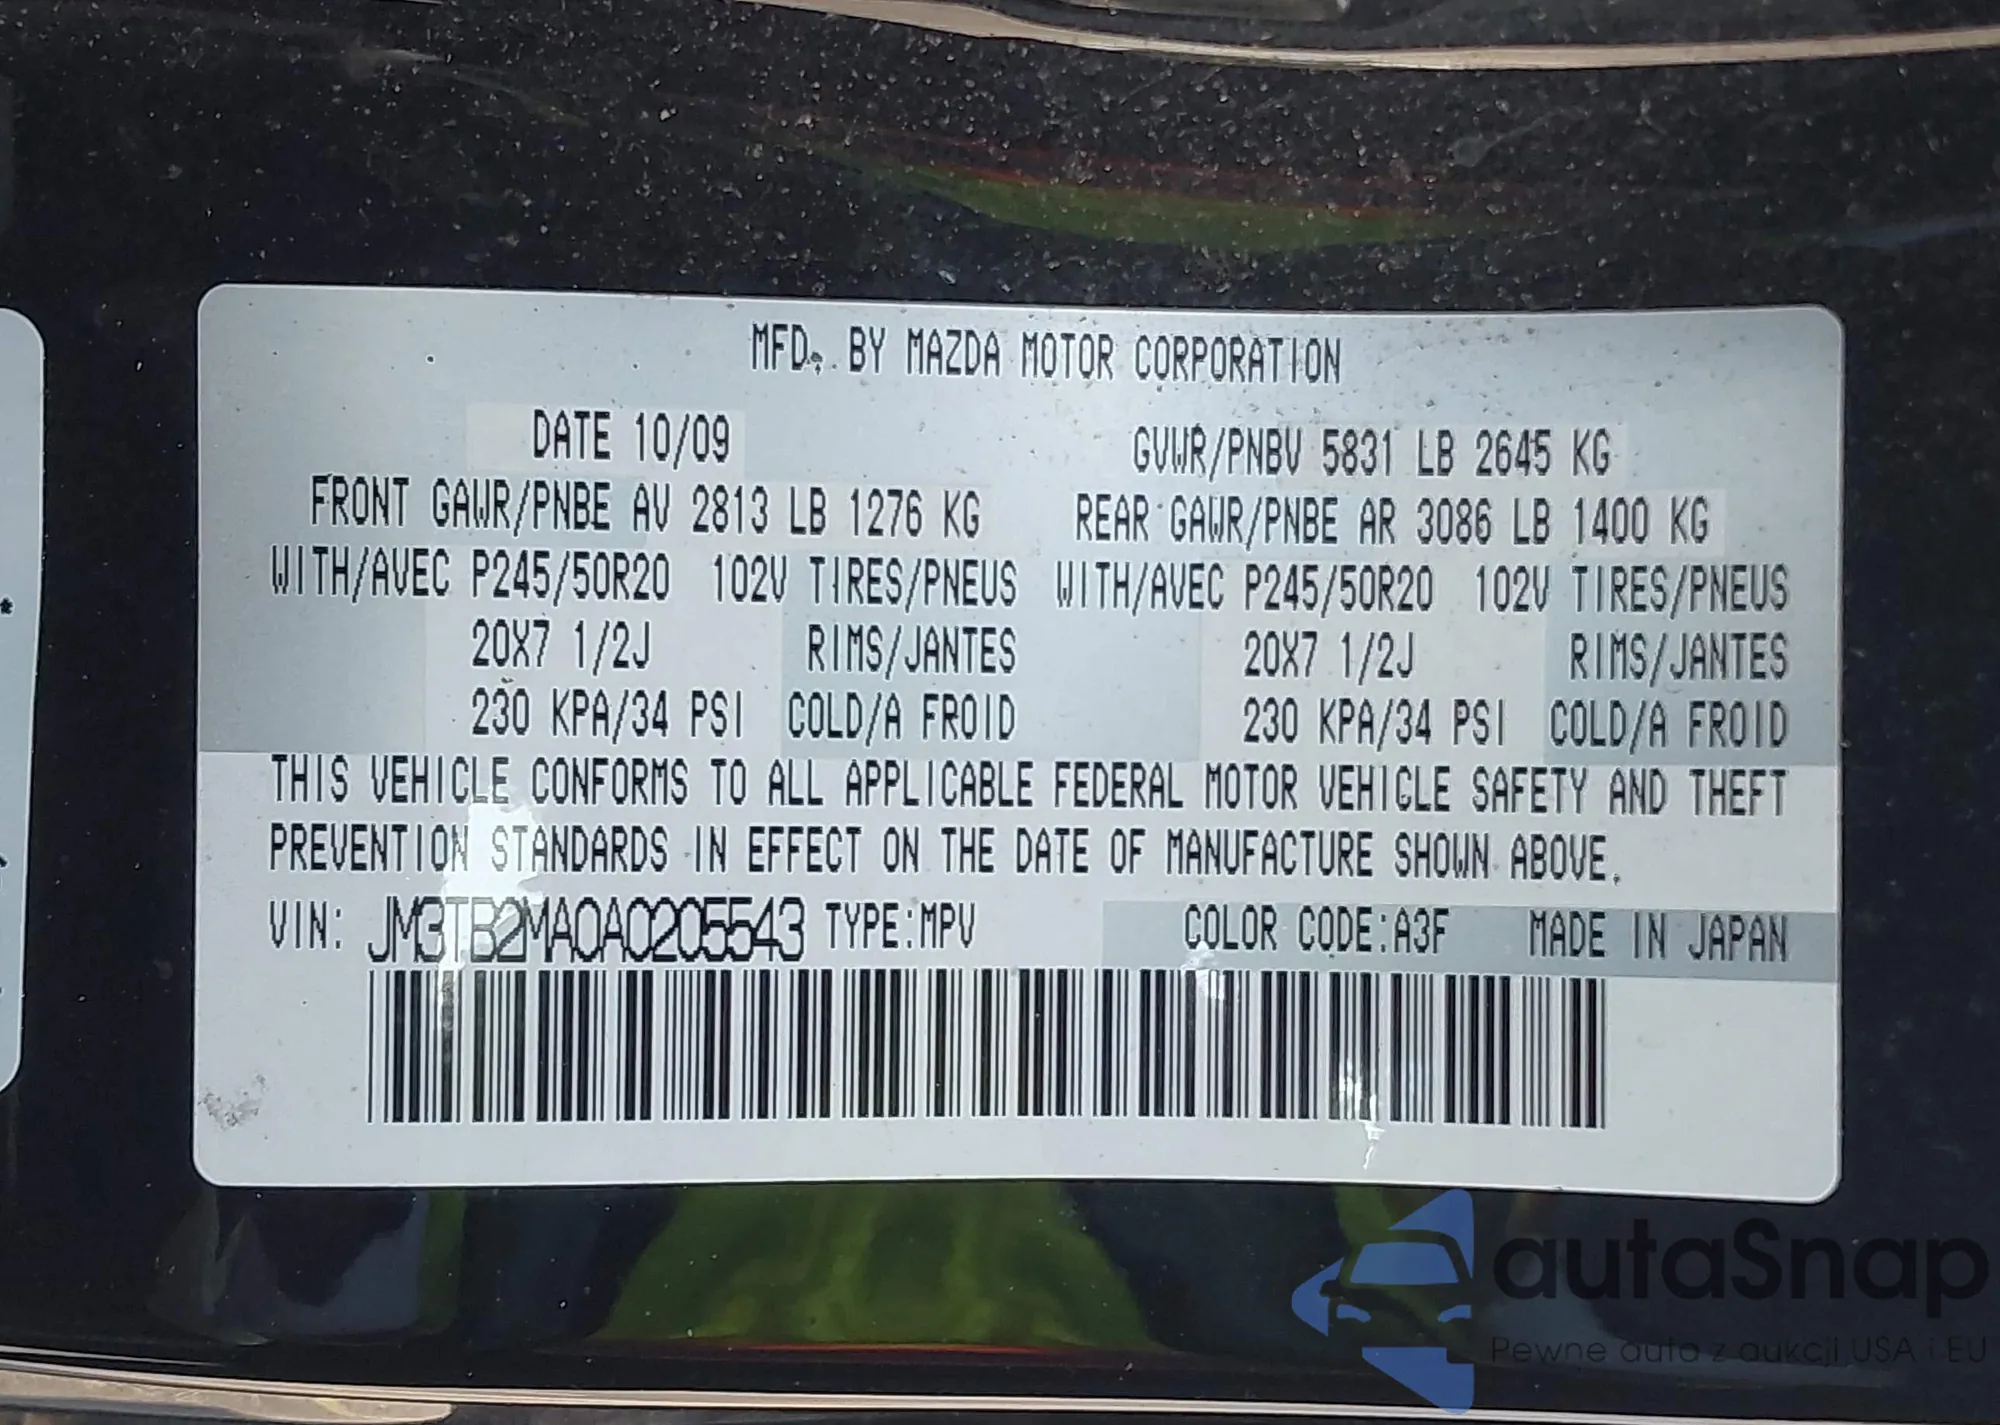 MFD. BY MAZDA MOTOR CORPORATION
DATE 10/09 GVWR/PNBV 5831 LB 2645 KG
FRONT GAWR/PNBE AV 2813 LB 1276 KG REAR GAWR/PNBE AR 3086 LB 1400 KG
WITH/AVEC P245/50R20 102V TIRES/PNEUS WITH/AVEC P245/50R20 102V TIRES/PNEUS
20X7 1/2J RIMS/JANTES 20X7 1/2J RIMS/JANTES
230 KPA/34 PSI COLD/A FROID 230 KPA/34 PSI COLD/A FROID
THIS VEHICLE CONFORMS TO ALL APPLICABLE FEDERAL MOTOR VEHICLE SAFETY AND THEFT
PREVENTION STANDARDS IN EFFECT ON THE DATE OF MANUFACTURE SHOWN ABOVE.
VIN: JM3TB2MA0A0205543 TYPE:MPV COLOR CODE:A3F MADE IN JAPAN
autaSnap
Pewne auta z aukcji USA i EU